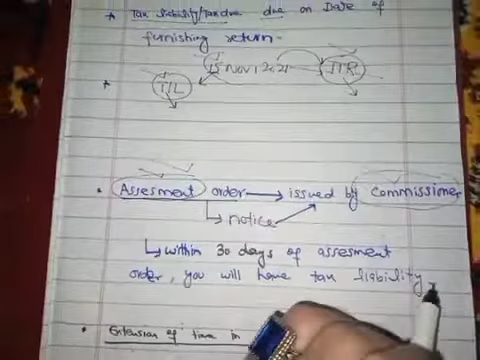 * Tax liability/Tax due due on Date of
furnishing return.
15 Nov, 2021 ITR
* T/L
• Assesment order → issued by Commissioner
↳ notice
↳ within 30 days of assesment
order, you will have tax liability
• Extension of time in